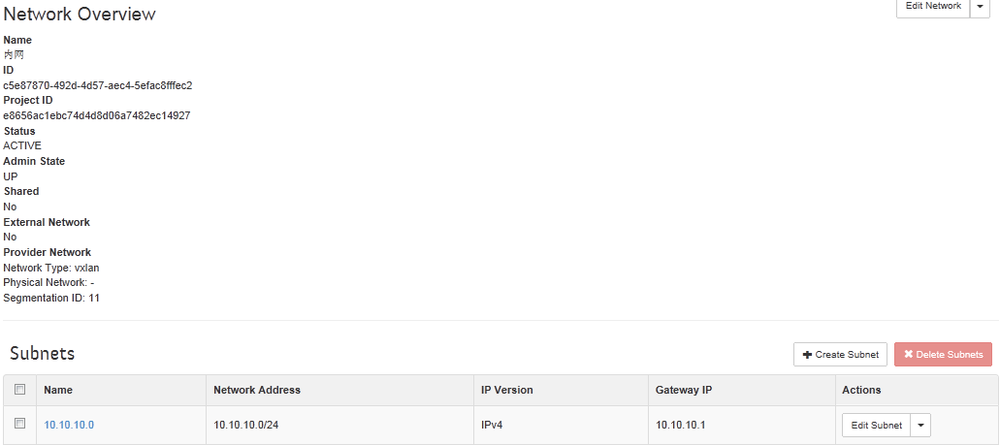 Network Overview
Edit Network
Name
内网
ID
c5e87870-492d-4d57-aec4-5efac8fffec2
Project ID
e8656ac1ebc74d4d8d06a7482ec14927
Status
ACTIVE
Admin State
UP
Shared
No
External Network
No
Provider Network
Network Type: vxlan
Physical Network: -
Segmentation ID: 11
Subnets
Create Subnet
Delete Subnets
Name Network Address IP Version Gateway IP Actions
10.10.10.0 10.10.10.0/24 IPv4 10.10.10.1 Edit Subnet